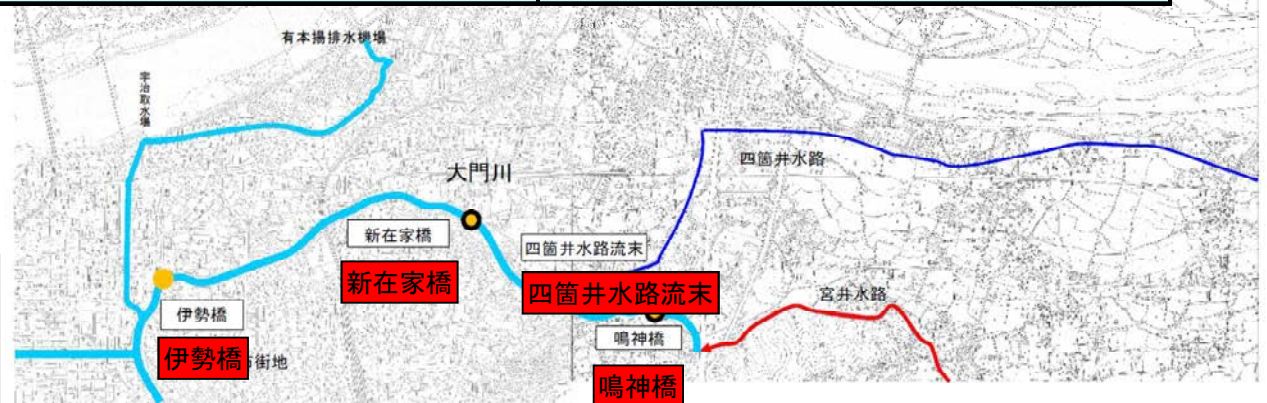 有本揚排水機場
宇治取水場
大門川
四箇井水路
新在家橋
新在家橋
四箇井水路流末
四箇井水路流末
宮井水路
伊勢橋
伊勢橋
市街地
鳴神橋
鳴神橋